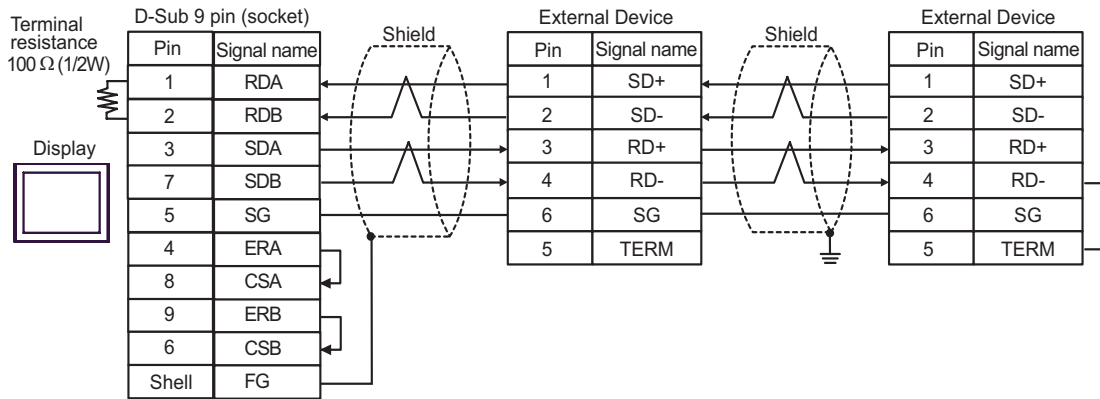 Terminal
resistance
100 Ω (1/2W)
Display
D-Sub 9 pin (socket)
Pin Signal name
1 RDA
2 RDB
3 SDA
7 SDB
5 SG
4 ERA
8 CSA
9 ERB
6 CSB
Shell FG
Shield
External Device
Pin Signal name
1 SD+
2 SD-
3 RD+
4 RD-
6 SG
5 TERM
Shield
External Device
Pin Signal name
1 SD+
2 SD-
3 RD+
4 RD-
6 SG
5 TERM